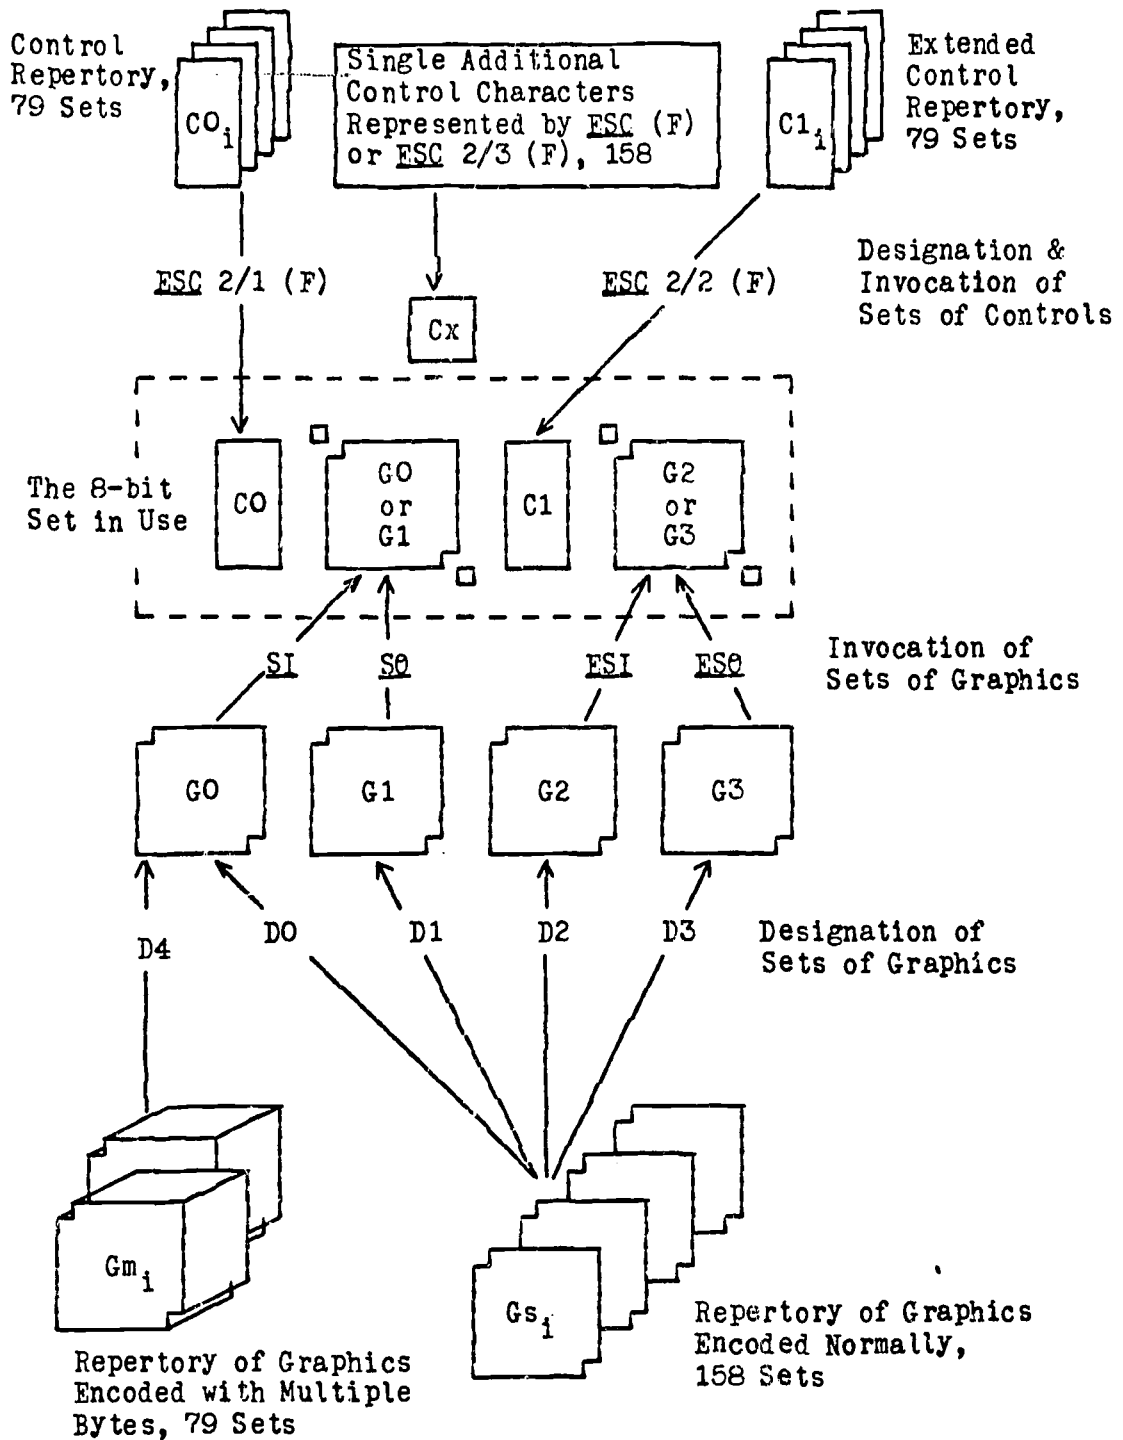 Control
Repertory,
79 Sets
C0i
Single Additional
Control Characters
Represented by ESC (F)
or ESC 2/3 (F), 158
C1i
Extended
Control
Repertory,
79 Sets
ESC 2/1 (F)
Cx
ESC 2/2 (F)
Designation &
Invocation of
Sets of Controls
The 8-bit
Set in Use
C0
G0
or
G1
C1
G2
or
G3
SI
SO
ESI
ESO
Invocation of
Sets of Graphics
G0
G1
G2
G3
D4
D0
D1
D2
D3
Designation of
Sets of Graphics
Gmi
Repertory of Graphics
Encoded with Multiple
Bytes, 79 Sets
Gsi
Repertory of Graphics
Encoded Normally,
158 Sets